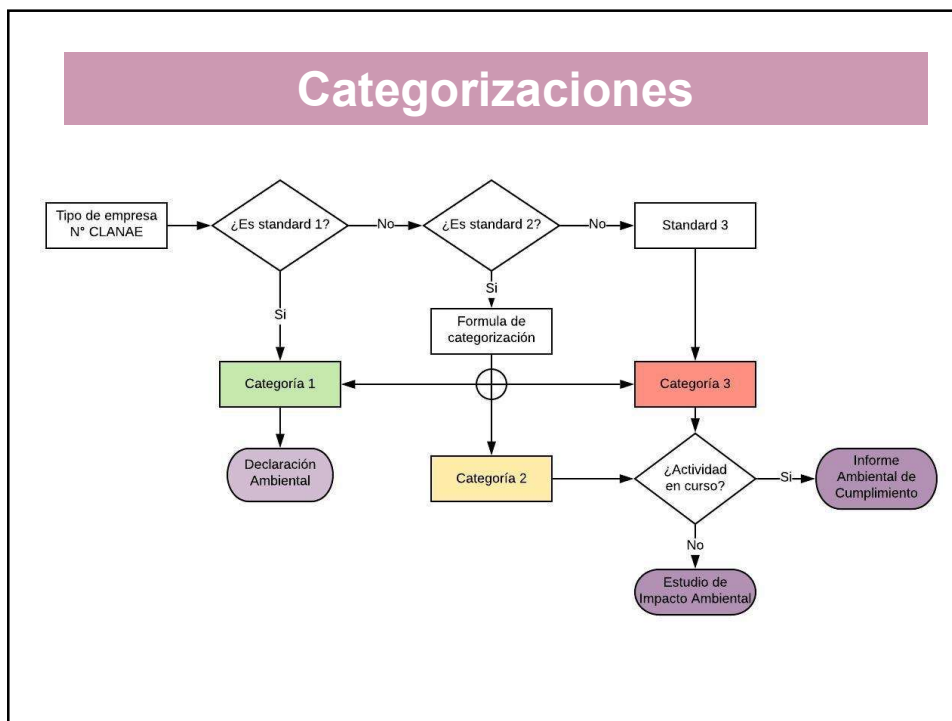 Categorizaciones
Tipo de empresa
N° CLANAE
¿Es standard 1?
No
¿Es standard 2?
No
Standard 3
Si
Si
Formula de
categorización
Categoría 1
Categoría 3
Declaración
Ambiental
Categoría 2
¿Actividad
en curso?
Si
Informe
Ambiental de
Cumplimiento
No
Estudio de
Impacto Ambiental